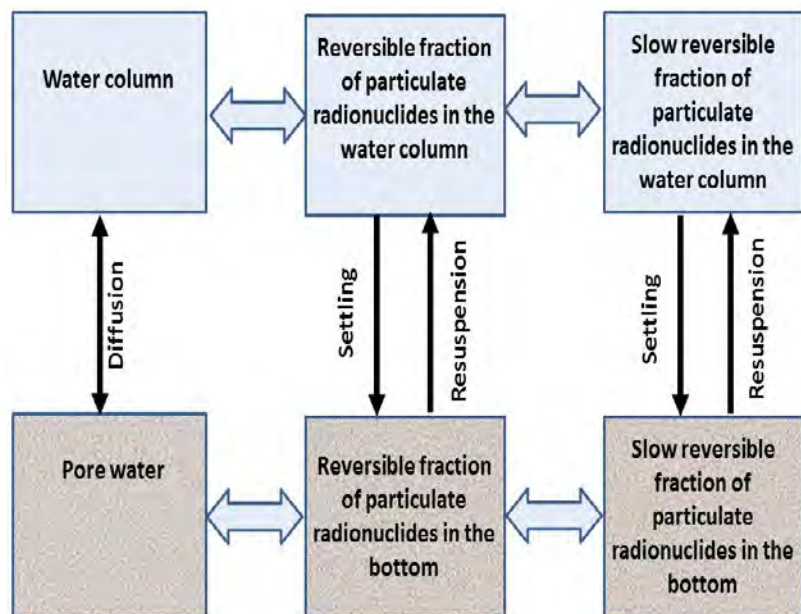 Water column
Reversible fraction
of particulate
radionuclides in the
water column
Slow reversible
fraction of
particulate
radionuclides in the
water column
Diffusion
Settling
Resuspension
Settling
Resuspension
Pore water
Reversible fraction
of particulate
radionuclides in the
bottom
Slow reversible
fraction of
particulate
radionuclides in the
bottom